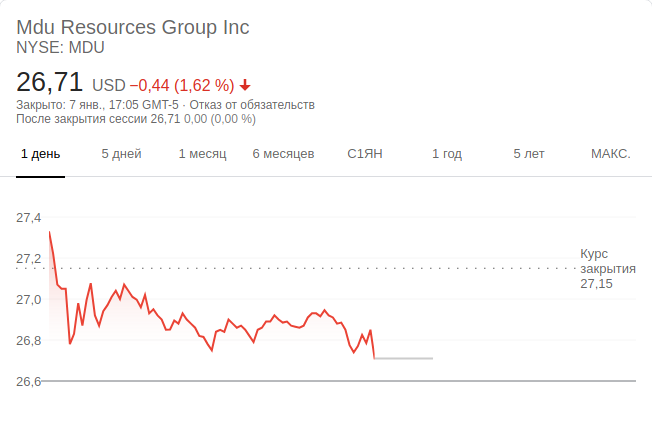 Mdu Resources Group Inc
NYSE: MDU
26,71 USD −0,44 (1,62 %)
Закрыто: 7 янв., 17:05 GMT-5 · Отказ от обязательств
После закрытия сессии 26,71 0,00 (0,00 %)
1 день 5 дней 1 месяц 6 месяцев С1ЯН 1 год 5 лет МАКС.
27,4
27,2
27,0
26,8
26,6
Курс
закрытия
27,15